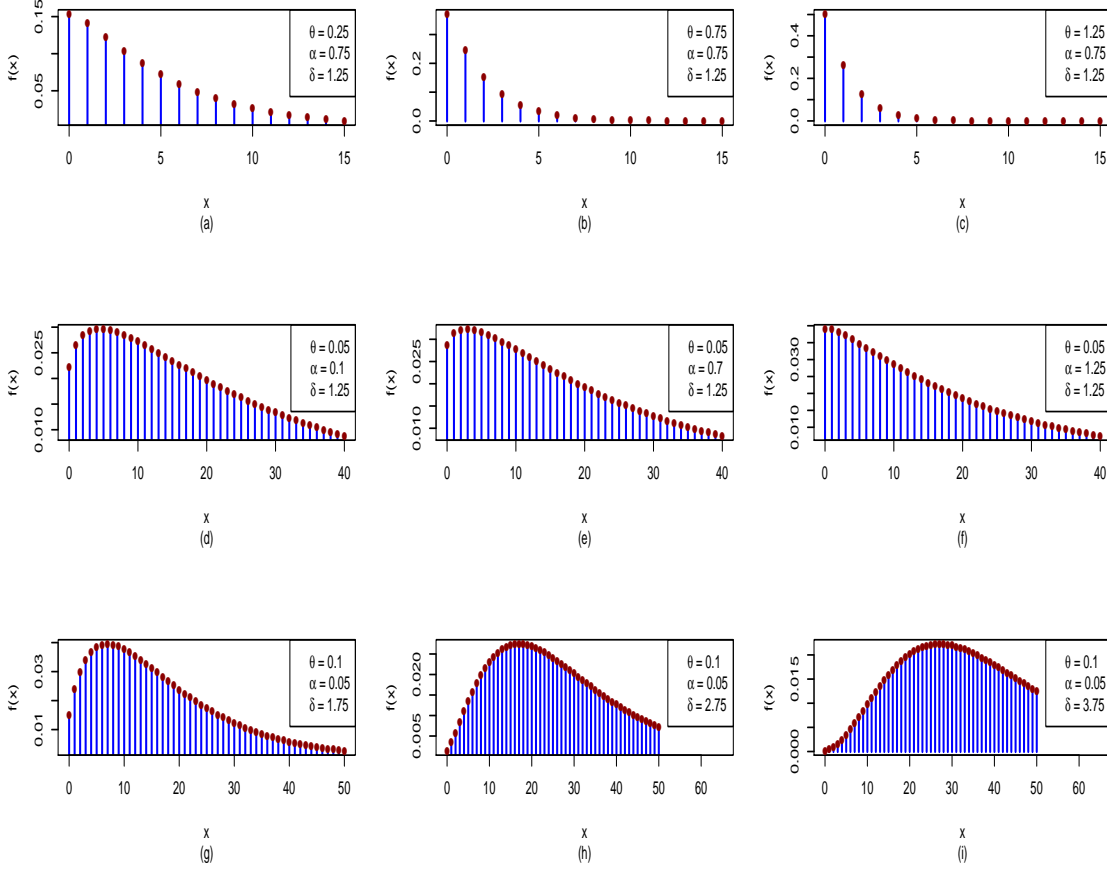 f(x)
0.15
0.05
θ = 0.25
α = 0.75
δ = 1.25
0 5 10 15
x
(a)
f(x)
0.2
0.0
θ = 0.75
α = 0.75
δ = 1.25
0 5 10 15
x
(b)
f(x)
0.4
0.2
0.0
θ = 1.25
α = 0.75
δ = 1.25
0 5 10 15
x
(c)
f(x)
0.025
0.010
θ = 0.05
α = 0.1
δ = 1.25
0 10 20 30 40
x
(d)
f(x)
0.025
0.010
θ = 0.05
α = 0.7
δ = 1.25
0 10 20 30 40
x
(e)
f(x)
0.030
0.010
θ = 0.05
α = 1.25
δ = 1.25
0 10 20 30 40
x
(f)
f(x)
0.03
0.01
θ = 0.1
α = 0.05
δ = 1.75
0 10 20 30 40 50
x
(g)
f(x)
0.020
0.005
θ = 0.1
α = 0.05
δ = 2.75
0 10 20 30 40 50 60
x
(h)
f(x)
0.015
0.000
θ = 0.1
α = 0.05
δ = 3.75
0 10 20 30 40 50 60
x
(i)